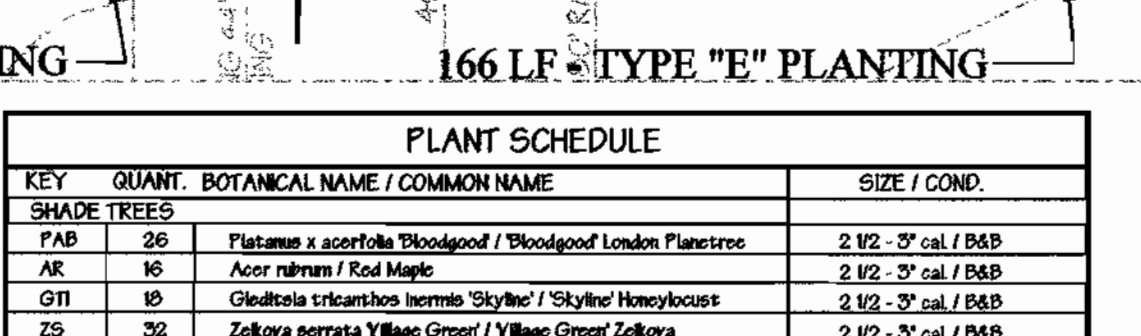 NG
166 LF - TYPE "E" PLANTING
PLANT SCHEDULE
KEY QUANT. BOTANICAL NAME / COMMON NAME SIZE / COND.
SHADE TREES
PAB 26 Platanus x acerfolia 'Bloodgood' / 'Bloodgood' London Planetree 2 1/2 - 3" cal. / B&B
AR 16 Acer rubrum / Red Maple 2 1/2 - 3" cal. / B&B
GTI 18 Gleditsia tricanthos Inermis 'Skyline' / 'Skyline' Honeylocust 2 1/2 - 3" cal. / B&B
ZS 32 Zelkova serrata 'Village Green' / 'Village Green' Zelkova 2 1/2 - 3" cal. / B&B